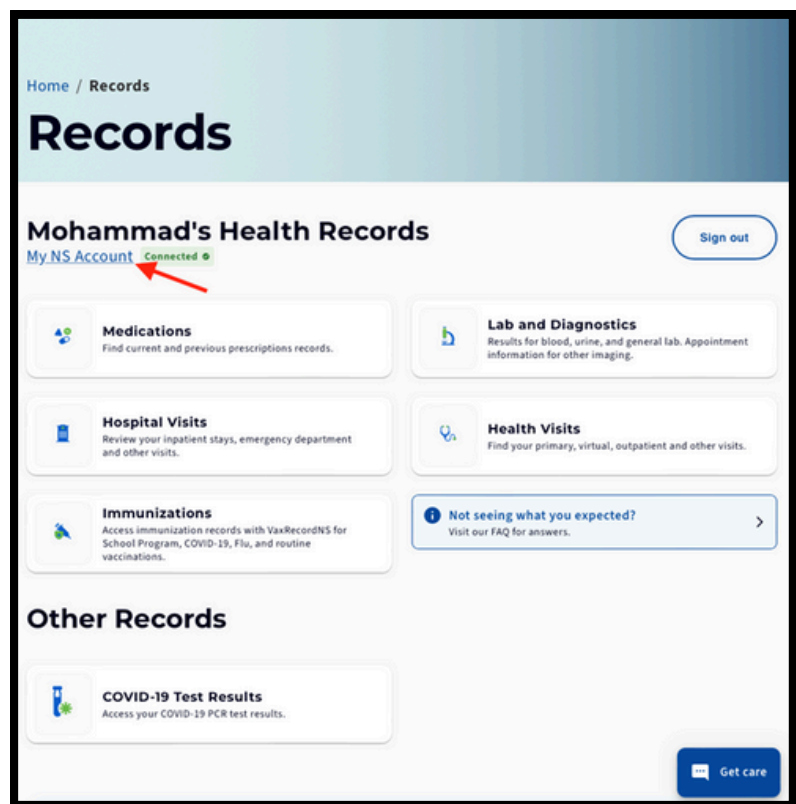 Home / Records
Records
Mohammad's Health Records
Sign out
My NS Account Connected
Medications
Find current and previous prescriptions records.
Lab and Diagnostics
Results for blood, urine, and general lab. Appointment
information for other imaging.
Hospital Visits
Review your inpatient stays, emergency department
and other visits.
Health Visits
Find your primary, virtual, outpatient and other visits.
Immunizations
Access immunization records with VaxRecordNS for
School Program, COVID-19, Flu, and routine
vaccinations.
Not seeing what you expected?
Visit our FAQ for answers.
Other Records
COVID-19 Test Results
Access your COVID-19 PCR test results.
Get care